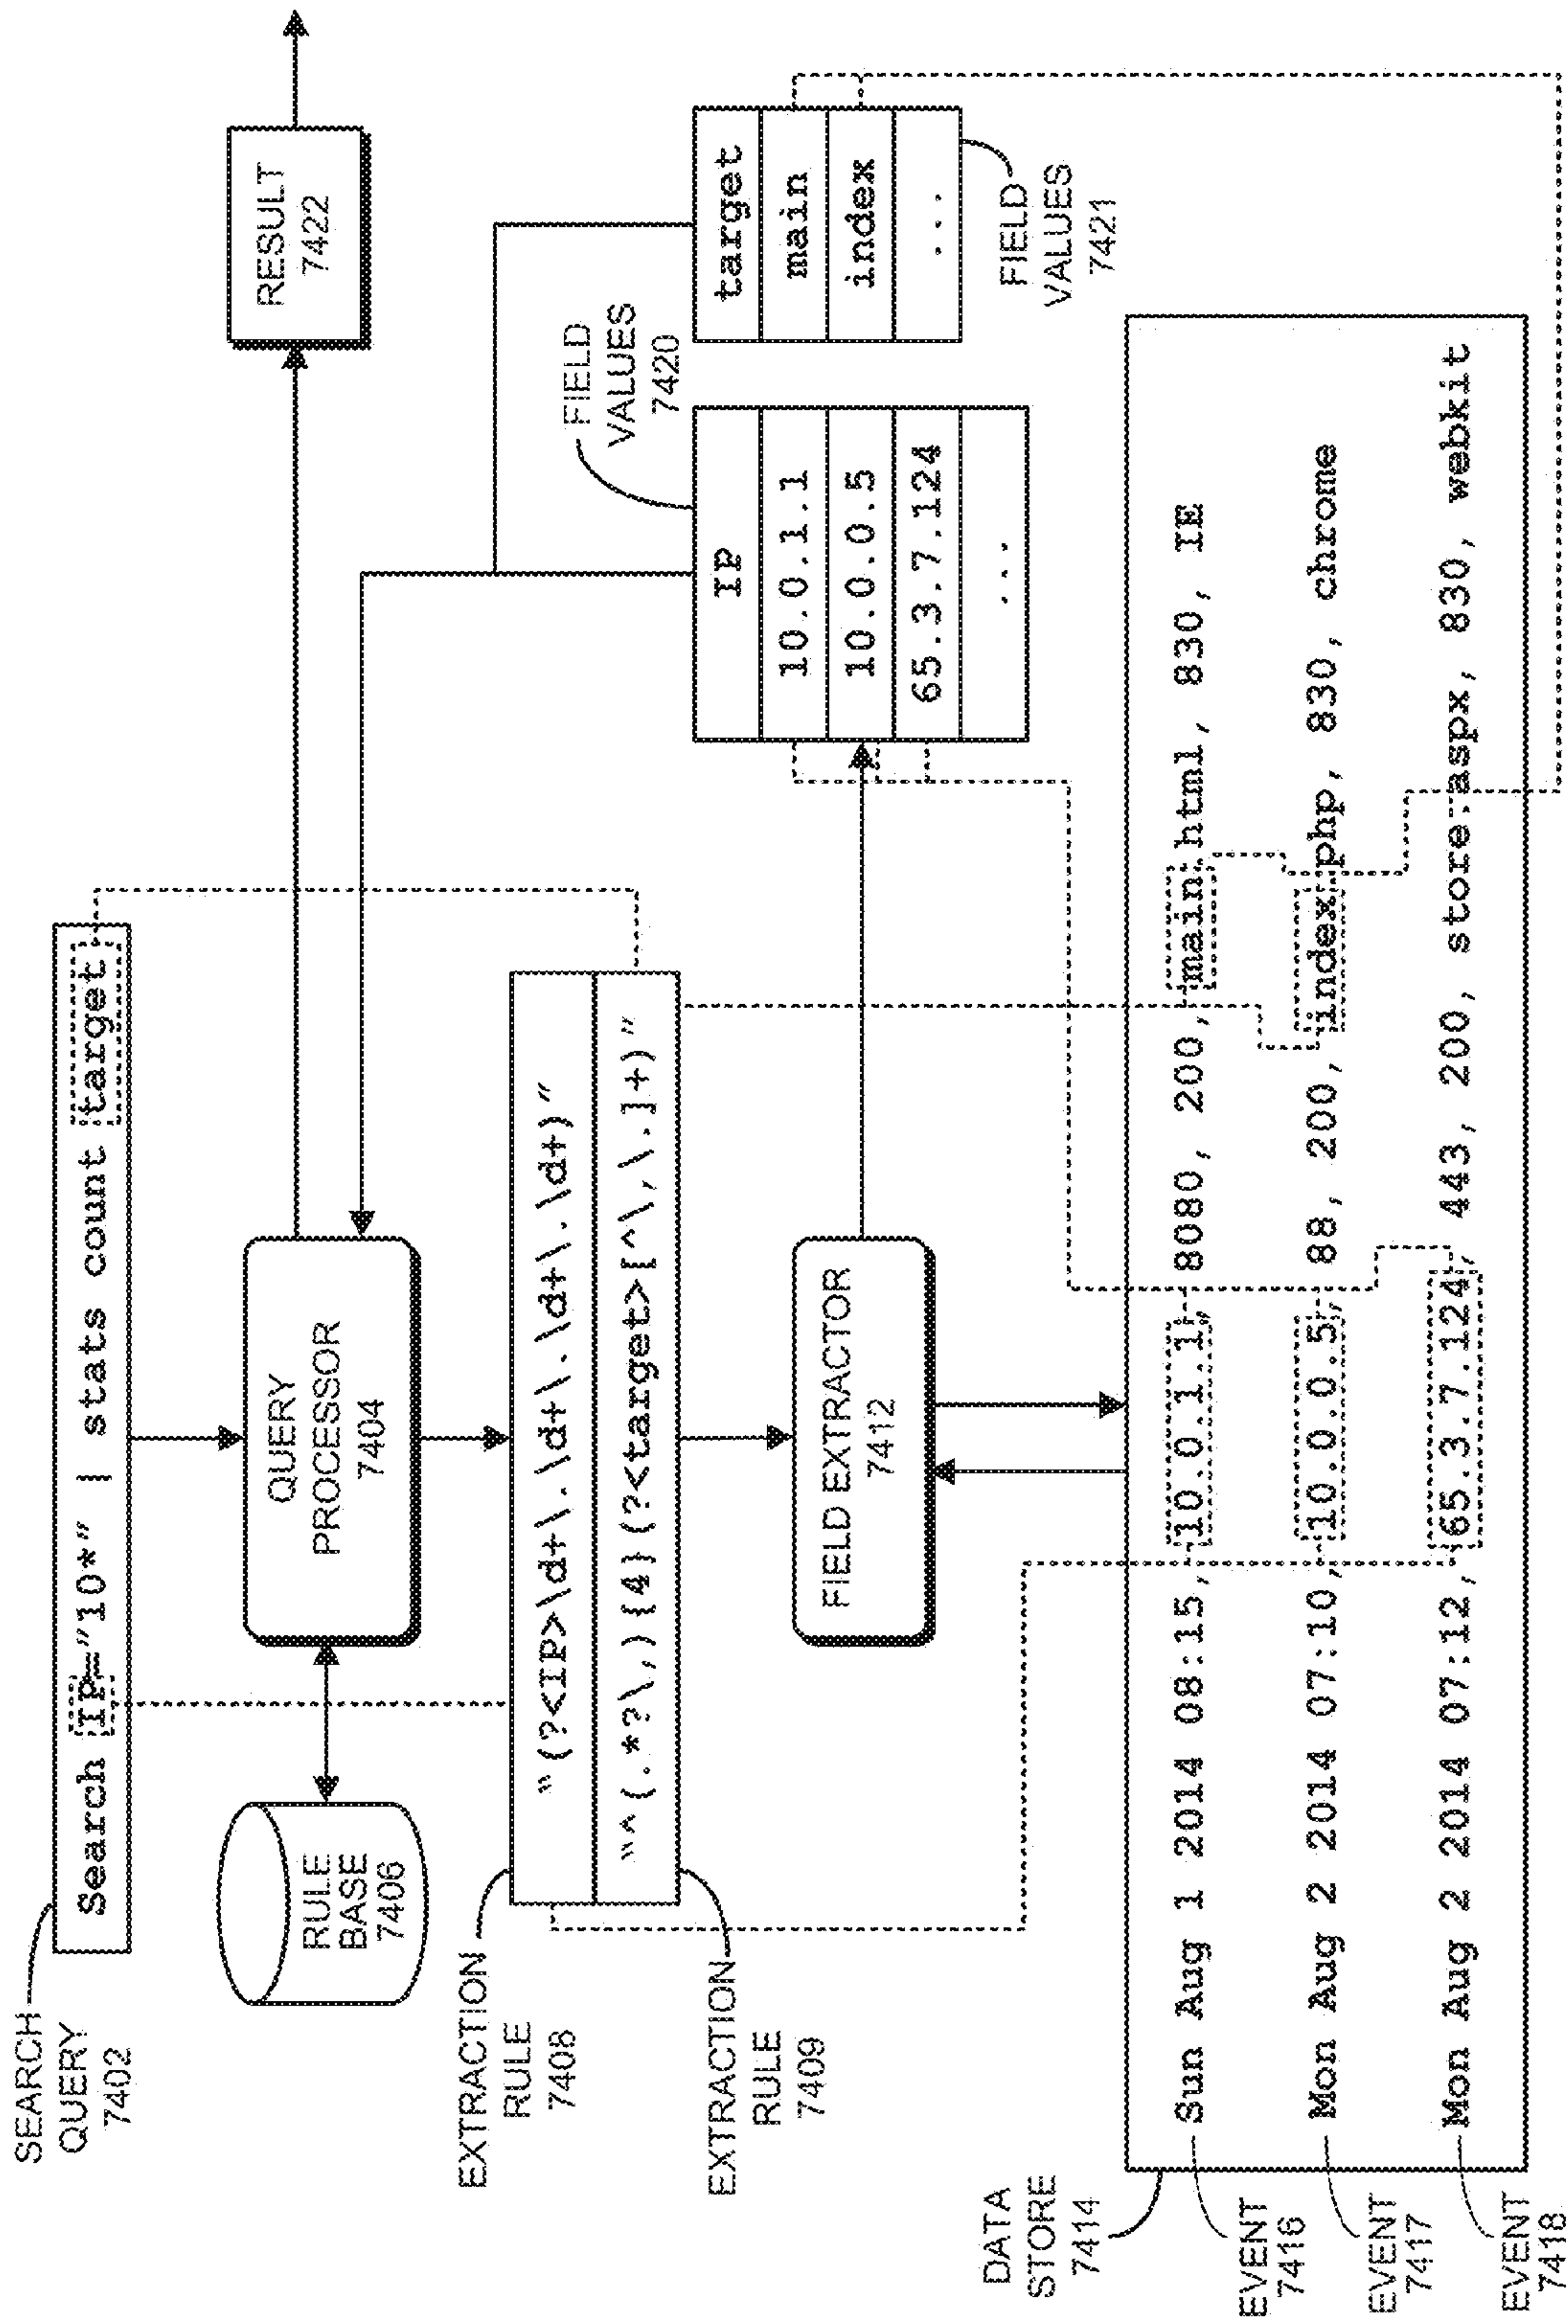 SEARCH
QUERY
7402
Search IP="10*" | stats count target
RULE
BASE
7406
QUERY
PROCESSOR
7404
RESULT
7422
EXTRACTION
RULE
7408
"(?<IP>\d+\.\d+\.\d+\.\d+)"
EXTRACTION
RULE
7409
"^(.*?\,){4}(?<target>[^\,\.]+)"
FIELD EXTRACTOR
7412
FIELD
VALUES
7420
IP
10.0.1.1
10.0.0.5
65.3.7.124
...
target
main
index
...
FIELD
VALUES
7421
DATA
STORE
7414
EVENT
7416
Sun Aug 1 2014 08:15, 10.0.1.1, 8080, 200, main.html, 830, IE
EVENT
7417
Mon Aug 2 2014 07:10, 10.0.0.5, 88, 200, index.php, 830, chrome
EVENT
7418
Mon Aug 2 2014 07:12, 65.3.7.124, 443, 200, store.aspx, 830, webkit